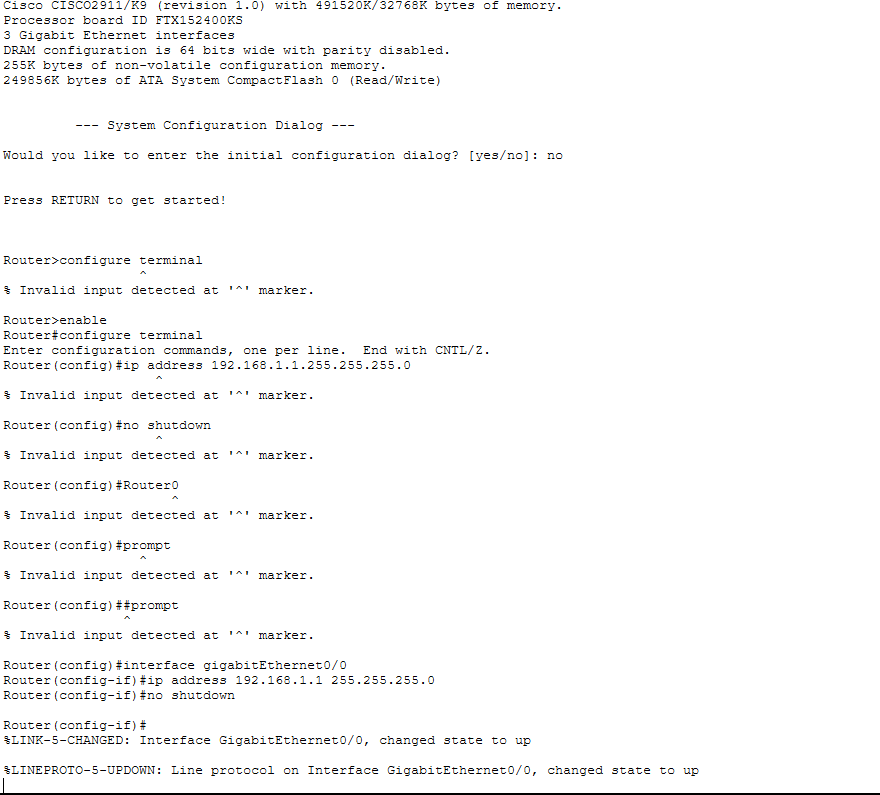 Cisco CISCO2911/K9 (revision 1.0) with 491520K/32768K bytes of memory.
Processor board ID FTX152400KS
3 Gigabit Ethernet interfaces
DRAM configuration is 64 bits wide with parity disabled.
255K bytes of non-volatile configuration memory.
249856K bytes of ATA System CompactFlash 0 (Read/Write)
--- System Configuration Dialog ---
Would you like to enter the initial configuration dialog? [yes/no]: no
Press RETURN to get started!
Router>configure terminal
^
% Invalid input detected at '^' marker.
Router>enable
Router#configure terminal
Enter configuration commands, one per line.  End with CNTL/Z.
Router(config)#ip address 192.168.1.1.255.255.255.0
^
% Invalid input detected at '^' marker.
Router(config)#no shutdown
^
% Invalid input detected at '^' marker.
Router(config)#Router0
^
% Invalid input detected at '^' marker.
Router(config)#prompt
^
% Invalid input detected at '^' marker.
Router(config)##prompt
^
% Invalid input detected at '^' marker.
Router(config)#interface gigabitEthernet0/0
Router(config-if)#ip address 192.168.1.1 255.255.255.0
Router(config-if)#no shutdown
Router(config-if)#
%LINK-5-CHANGED: Interface GigabitEthernet0/0, changed state to up
%LINEPROTO-5-UPDOWN: Line protocol on Interface GigabitEthernet0/0, changed state to up